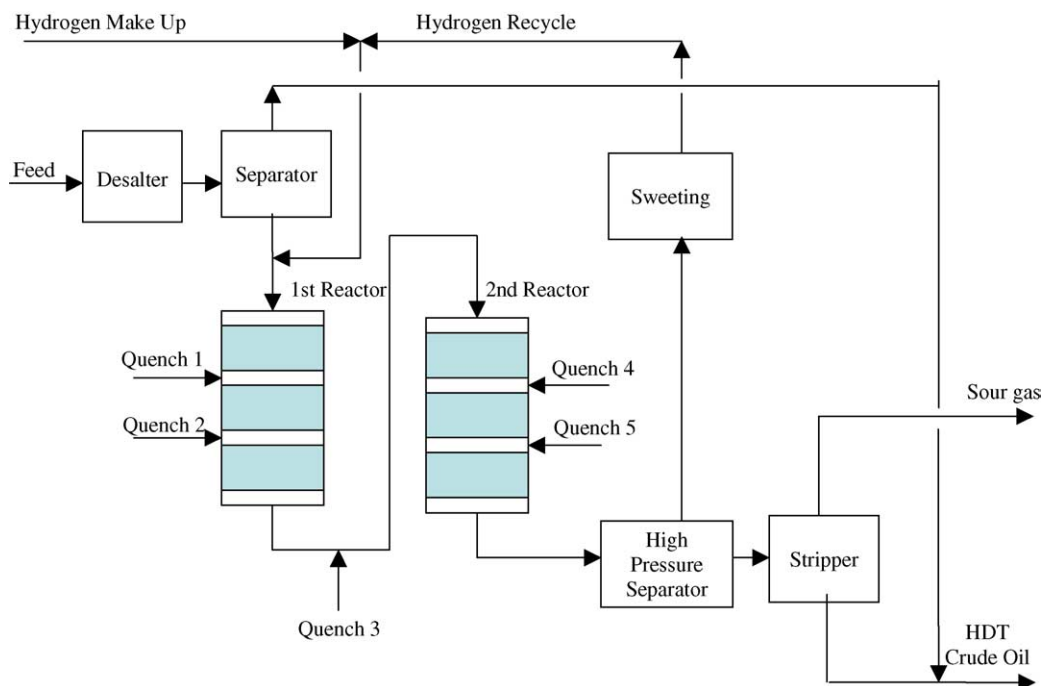 Hydrogen Make Up
Hydrogen Recycle
Feed
Desalter
Separator
Sweeting
1st Reactor
2nd Reactor
Quench 1
Quench 4
Sour gas
Quench 2
Quench 5
High
Pressure
Separator
Stripper
Quench 3
HDT
Crude Oil